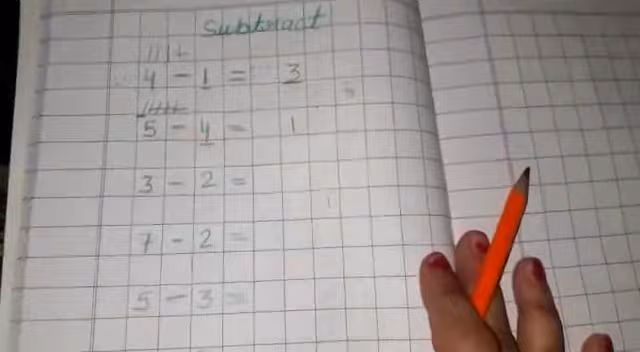 Subtract
4 - 1 = 3
5 - 4 = 1
3 - 2 =
7 - 2 =
5 - 3 =